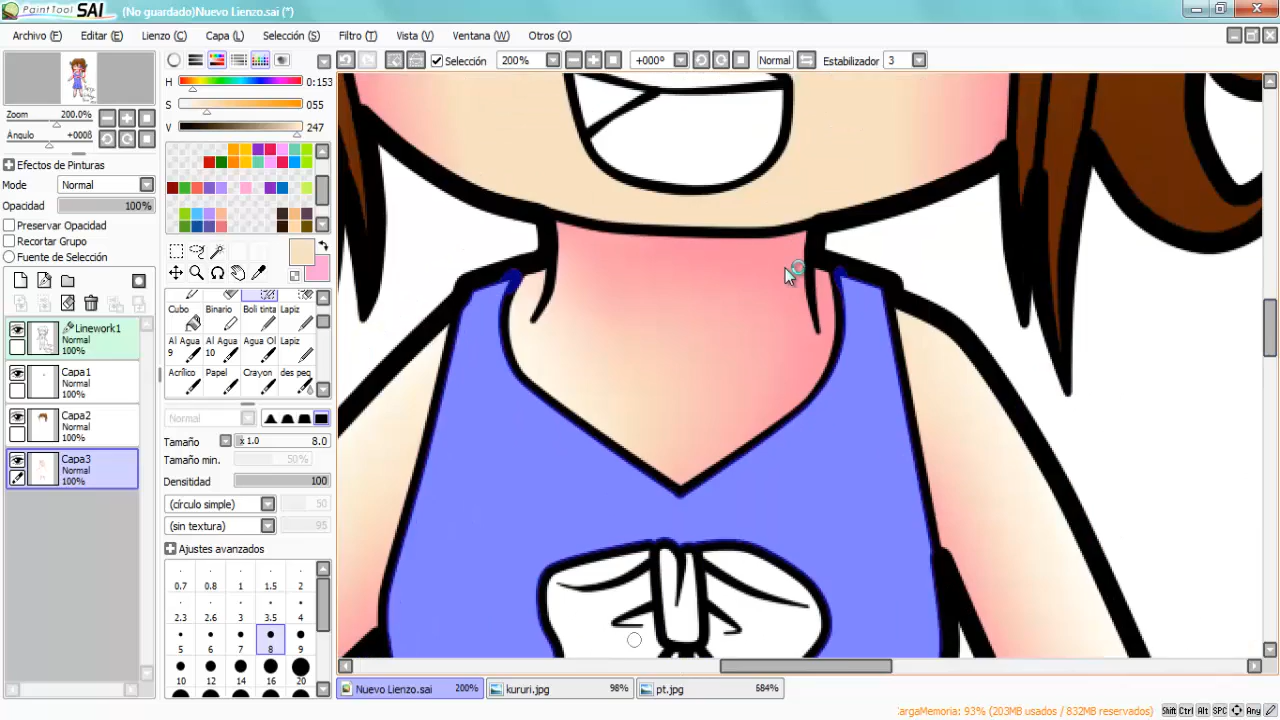 PaintTool SAI (No guardado)Nuevo Lienzo.sai (*)
Archivo (F) Editar (E) Lienzo (C) Capa (L) Selección (S) Filtro (T) Vista (V) Ventana (W) Otros (O)
Selección 200% +000° Normal Estabilizador 3
H 0:153
S 055
V 247
Zoom 200.0%
Ángulo +0008
Efectos de Pinturas
Modo Normal
Opacidad 100%
Preservar Opacidad
Recortar Grupo
Fuente de Selección
Linework1
Normal
100%
Capa1
Normal
100%
Capa2
Normal
100%
Capa3
Normal
100%
Cubo Binario Boli tinta Lapiz
Al Agua 9 Al Agua 10 Agua Ol Lapiz
Acrílico Papel Crayon des peq
Normal
Tamaño x 1.0 8.0
Tamaño min. 50%
Densitidad 100
(círculo simple) 50
(sin textura) 95
Ajustes avanzados
0.7 0.8 1 1.5 2
2.3 2.6 3 3.5 4
5 6 7 8 9
10 12 14 16 20
Nuevo Lienzo.sai 200% kururi.jpg 98% pt.jpg 684%
CargaMemoria: 93% (203MB usados / 832MB reservados) Shift Ctrl Alt SPC Any